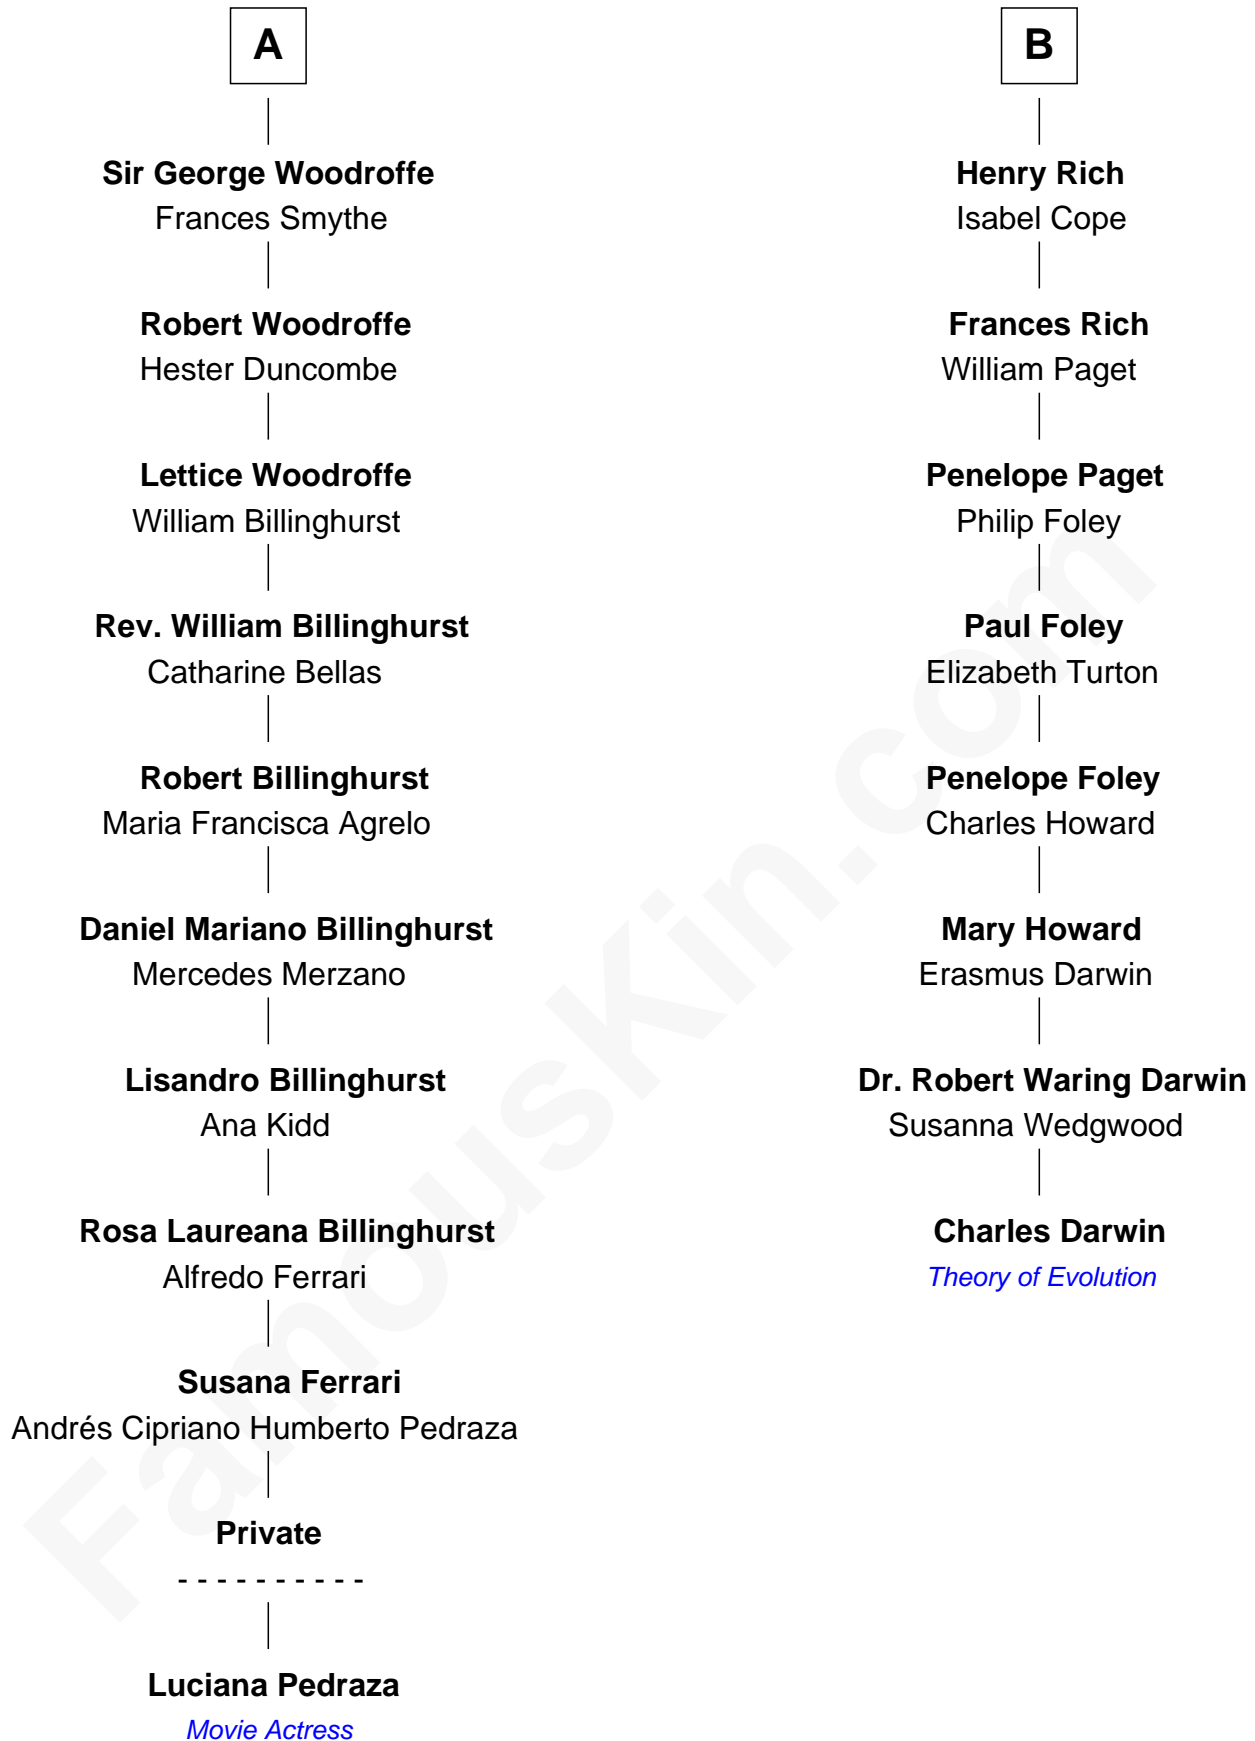 A
Sir George Woodroffe
Frances Smythe
Robert Woodroffe
Hester Duncombe
Lettice Woodroffe
William Billinghurst
Rev. William Billinghurst
Catharine Bellas
Robert Billinghurst
Maria Francisca Agrelo
Daniel Mariano Billinghurst
Mercedes Merzano
Lisandro Billinghurst
Ana Kidd
Rosa Laureana Billinghurst
Alfredo Ferrari
Susana Ferrari
Andrés Cipriano Humberto Pedraza
Private
- - - - - - - - - -
Luciana Pedraza
Movie Actress
B
Henry Rich
Isabel Cope
Frances Rich
William Paget
Penelope Paget
Philip Foley
Paul Foley
Elizabeth Turton
Penelope Foley
Charles Howard
Mary Howard
Erasmus Darwin
Dr. Robert Waring Darwin
Susanna Wedgwood
Charles Darwin
Theory of Evolution
FamousKin.com